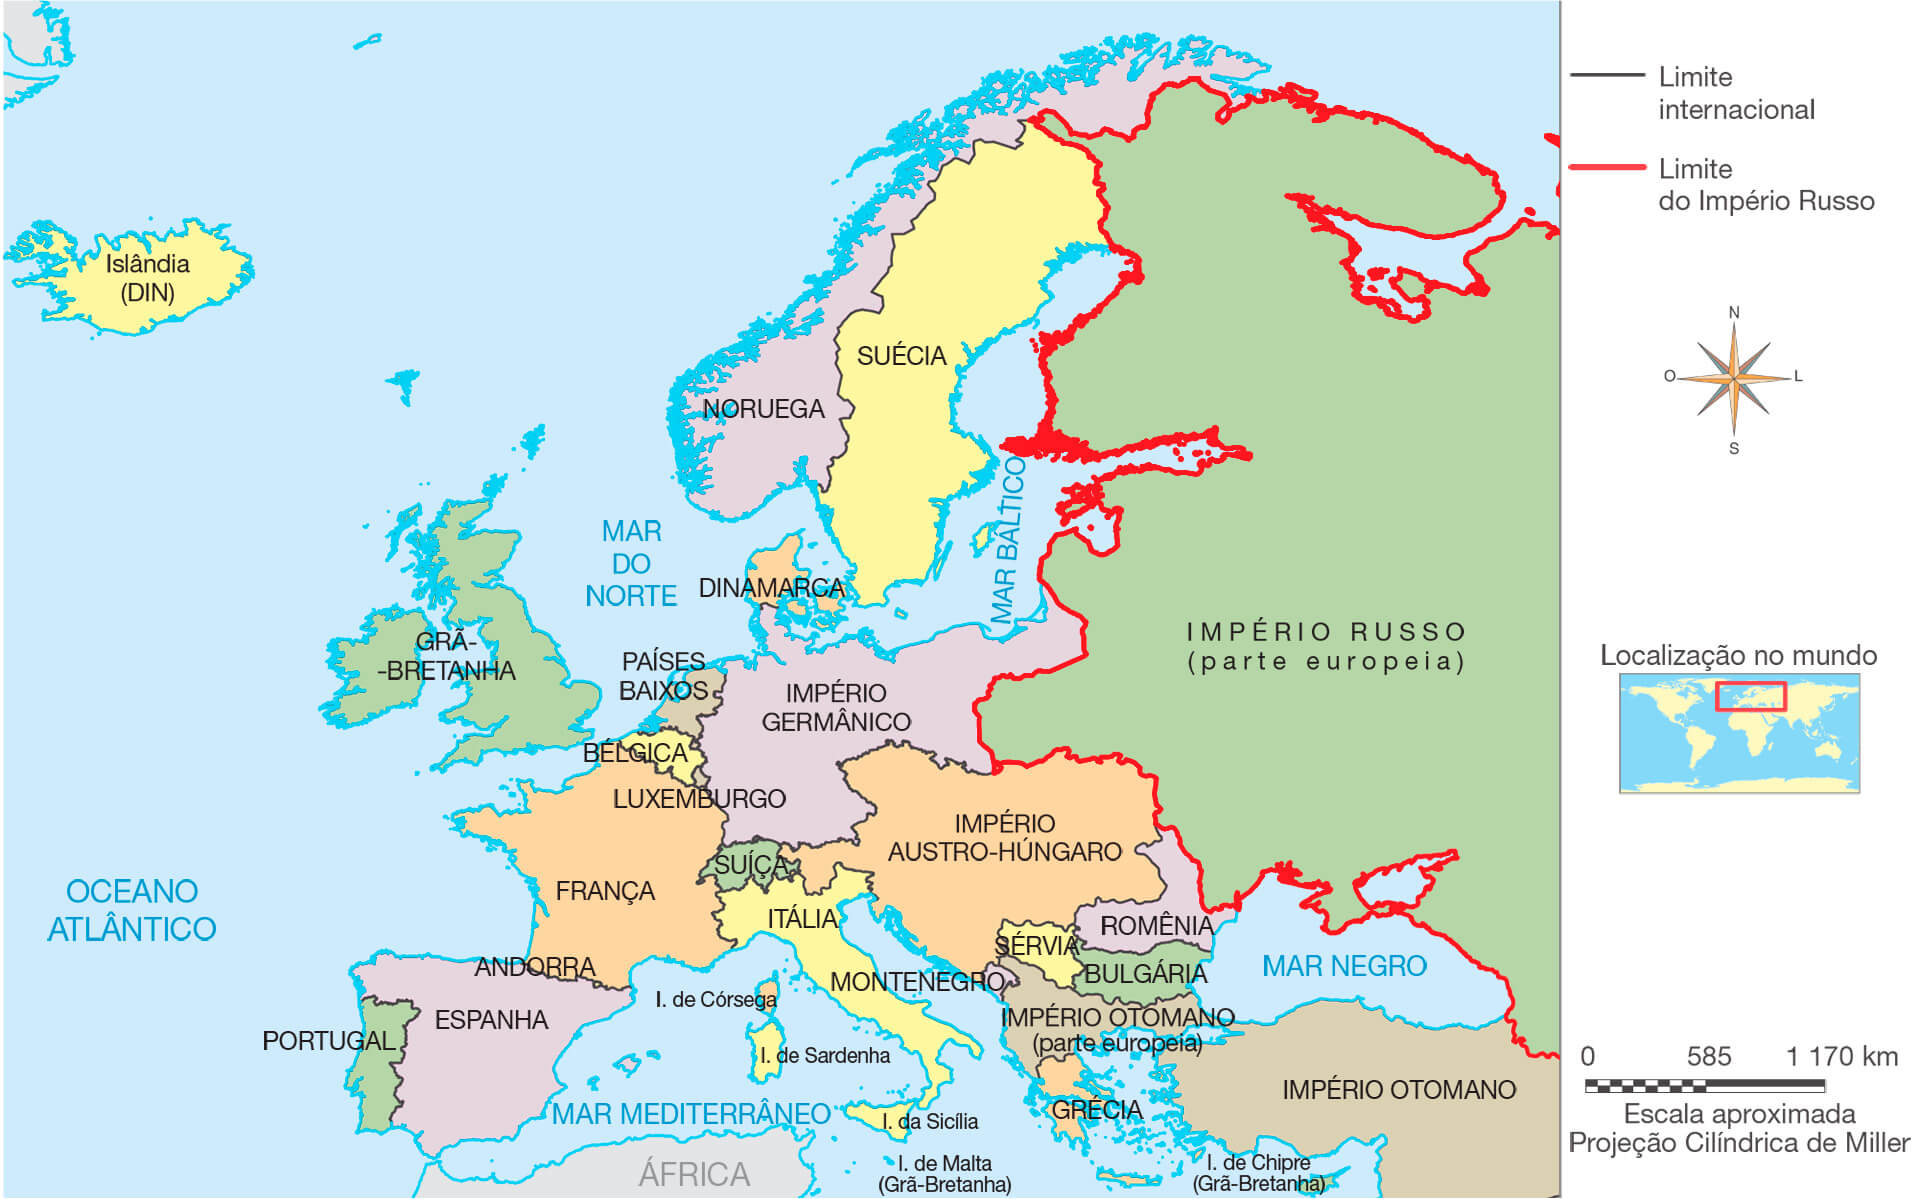 Islândia
(DIN)
SUÉCIA
NORUEGA
MAR
DO
NORTE
MAR BÁLTICO
DINAMARCA
GRÃ-
-BRETANHA
PAÍSES
BAIXOS
IMPÉRIO
GERMÂNICO
IMPÉRIO RUSSO
(parte europeia)
BÉLGICA
LUXEMBURGO
IMPÉRIO
AUSTRO-HÚNGARO
SUÍÇA
FRANÇA
OCEANO
ATLÂNTICO
ITÁLIA
ROMÊNIA
SÉRVIA
BULGÁRIA
MAR NEGRO
ANDORRA
MONTENEGRO
I. de Córsega
ESPANHA
PORTUGAL
IMPÉRIO OTOMANO
(parte europeia)
I. de Sardenha
IMPÉRIO OTOMANO
MAR MEDITERRÂNEO
GRÉCIA
I. da Sicília
ÁFRICA
I. de Malta
(Grã-Bretanha)
I. de Chipre
(Grã-Bretanha)
Limite
internacional
Limite
do Império Russo
N
O
L
S
Localização no mundo
0 585 1 170 km
Escala aproximada
Projeção Cilíndrica de Miller